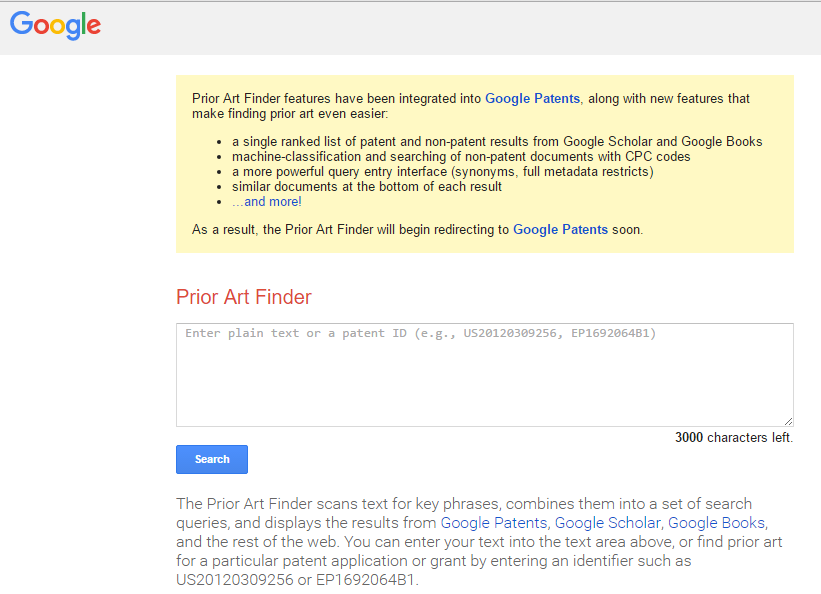 Google
Prior Art Finder features have been integrated into Google Patents, along with new features that
make finding prior art even easier:
• a single ranked list of patent and non-patent results from Google Scholar and Google Books
• machine-classification and searching of non-patent documents with CPC codes
• a more powerful query entry interface (synonyms, full metadata restricts)
• similar documents at the bottom of each result
• ...and more!
As a result, the Prior Art Finder will begin redirecting to Google Patents soon.
Prior Art Finder
Enter plain text or a patent ID (e.g., US20120309256, EP1692064B1)
3000 characters left.
Search
The Prior Art Finder scans text for key phrases, combines them into a set of search
queries, and displays the results from Google Patents, Google Scholar, Google Books,
and the rest of the web. You can enter your text into the text area above, or find prior art
for a particular patent application or grant by entering an identifier such as
US20120309256 or EP1692064B1.